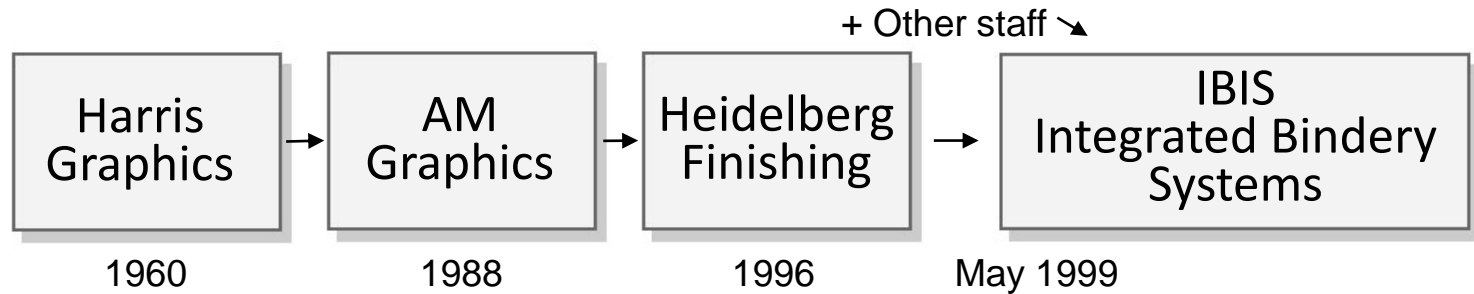 + Other staff
Harris
Graphics
AM
Graphics
Heidelberg
Finishing
IBIS
Integrated Bindery
Systems
1960
1988
1996
May 1999